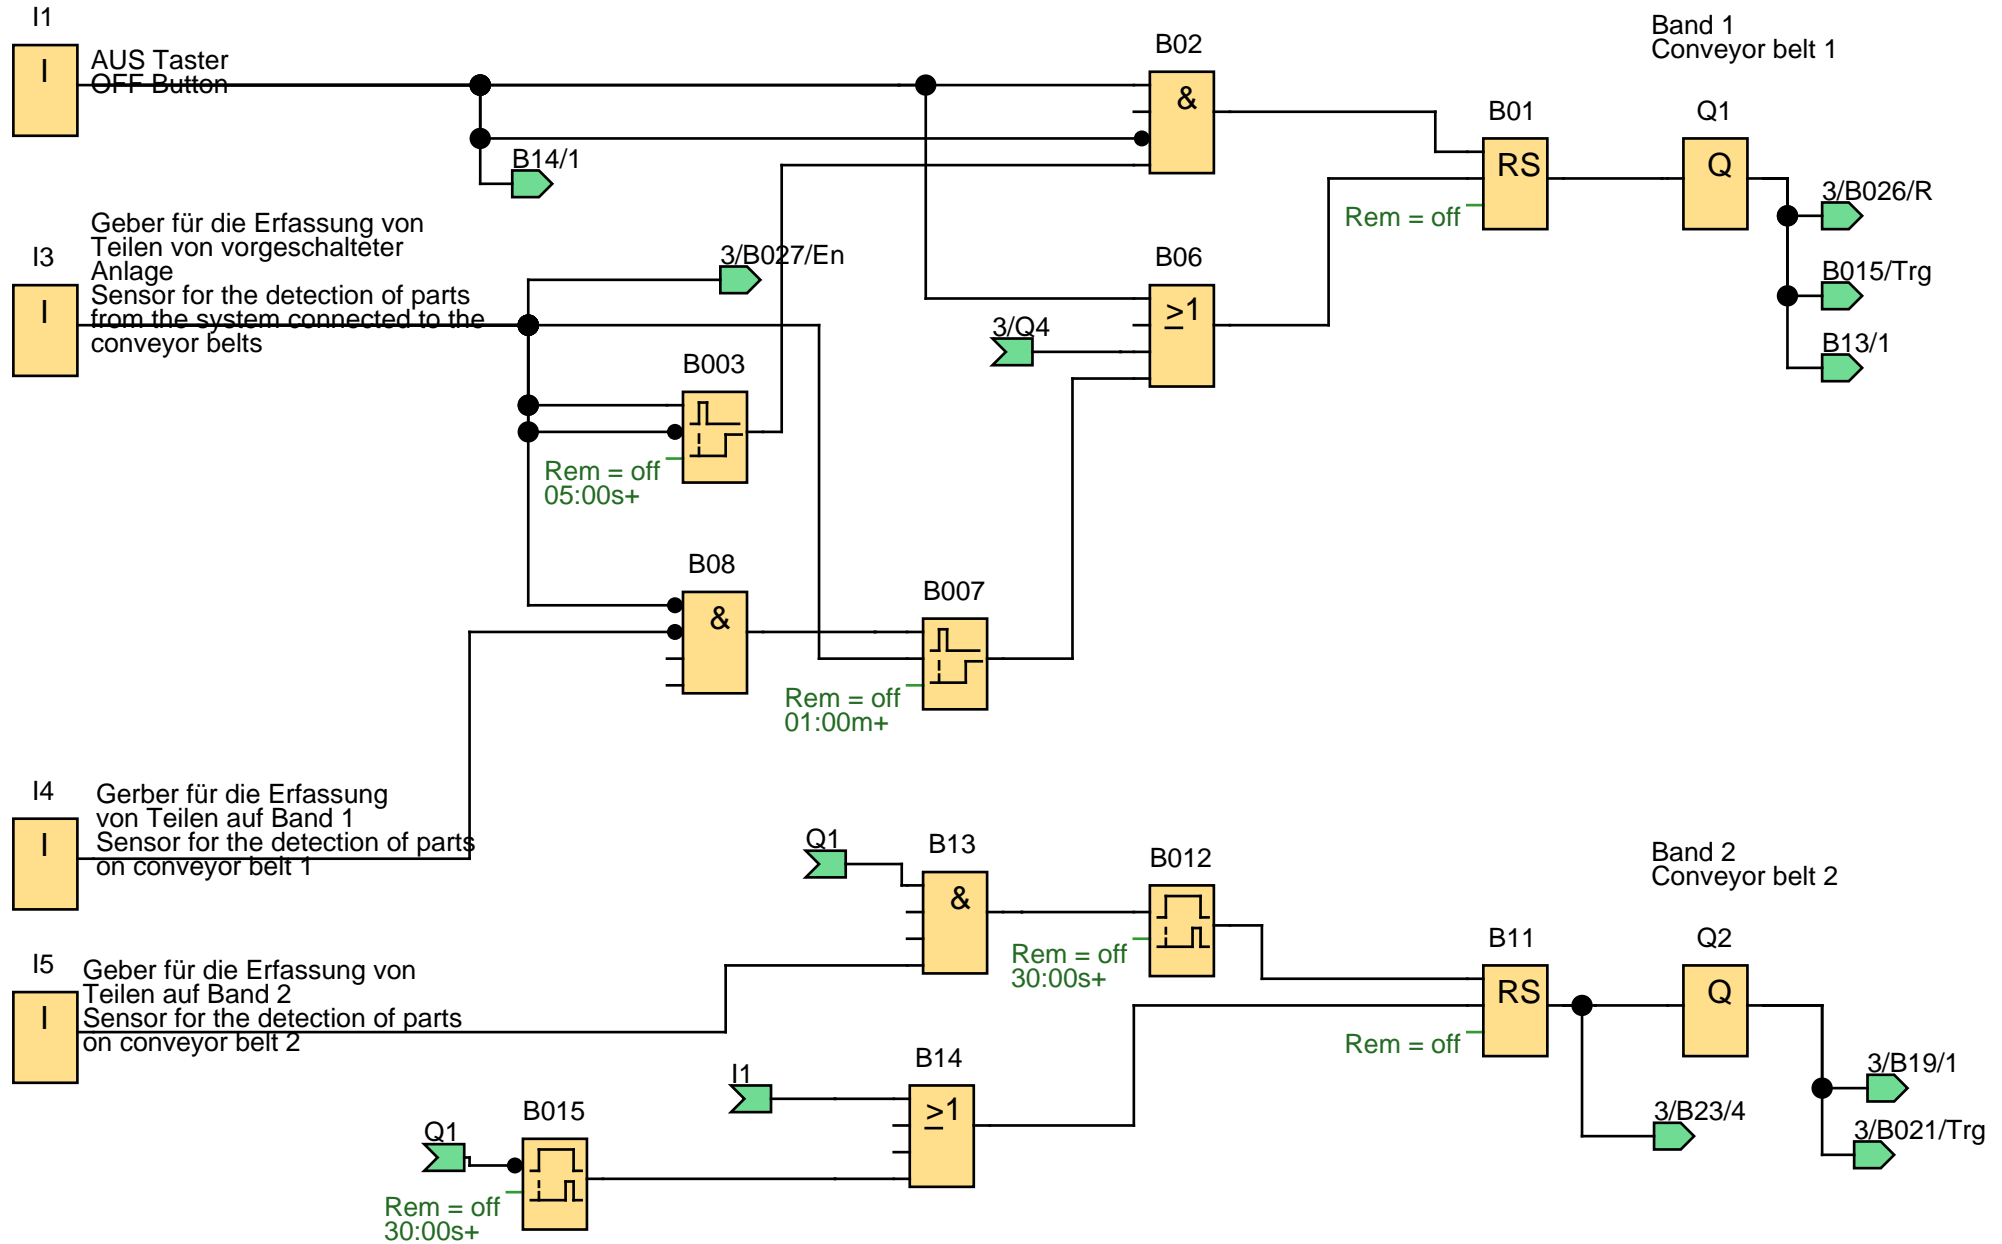 I1
I
AUS Taster
OFF Button
B14/1
B02
&
B01
RS
Rem = off
Q1
Q
Band 1
Conveyor belt 1
3/B026/R
B015/Trg
B13/1
I3
I
Geber für die Erfassung von
Teilen von vorgeschalteter
Anlage
Sensor for the detection of parts
from the system connected to the
conveyor belts
3/B027/En
B06
≥1
3/Q4
B003
Rem = off
05:00s+
B08
&
B007
Rem = off
01:00m+
I4
I
Gerber für die Erfassung
von Teilen auf Band 1
Sensor for the detection of parts
on conveyor belt 1
Q1
B13
&
B012
Rem = off
30:00s+
Band 2
Conveyor belt 2
B11
RS
Rem = off
Q2
Q
I5
I
Geber für die Erfassung von
Teilen auf Band 2
Sensor for the detection of parts
on conveyor belt 2
I1
B14
≥1
3/B19/1
3/B23/4
3/B021/Trg
Q1
B015
Rem = off
30:00s+